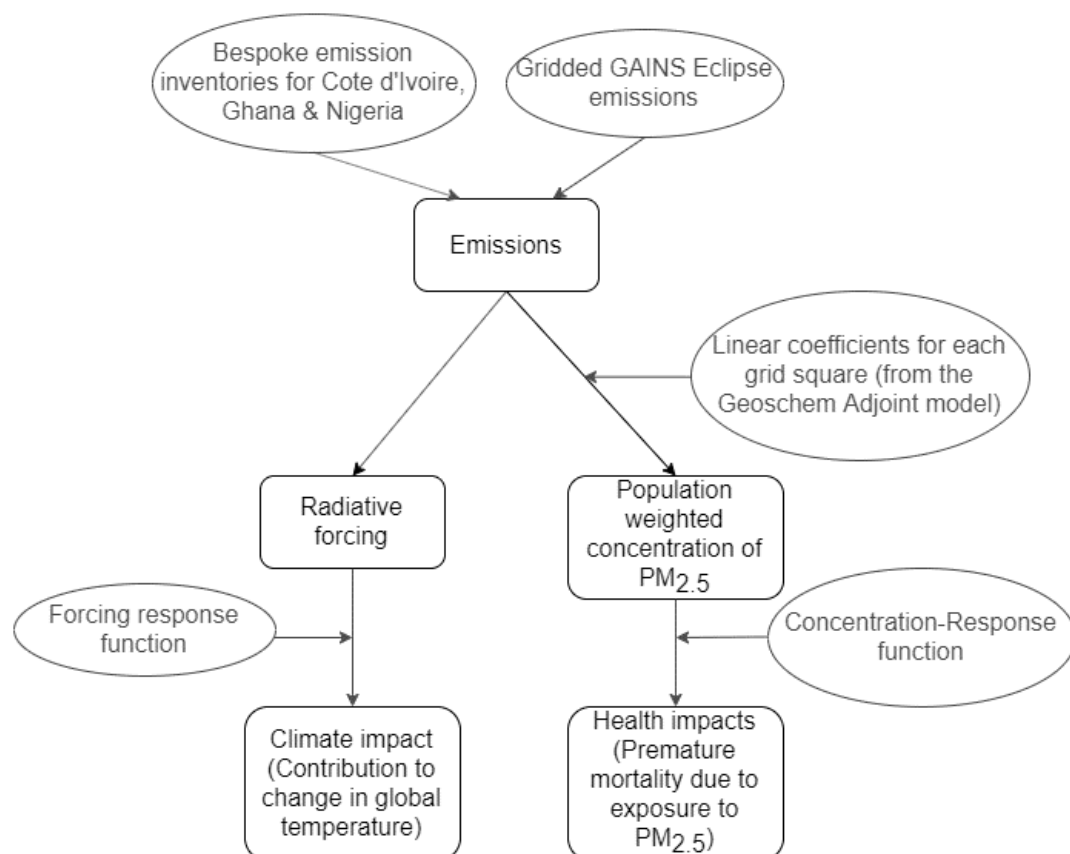 Bespoke emission
inventories for Cote d'Ivoire,
Ghana & Nigeria
Gridded GAINS Eclipse
emissions
Emissions
Linear coefficients for each
grid square (from the
Geoschem Adjoint model)
Radiative
forcing
Population
weighted
concentration of
PM2.5
Forcing response
function
Concentration-Response
function
Climate impact
(Contribution to
change in global
temperature)
Health impacts
(Premature
mortality due to
exposure to
PM2.5)